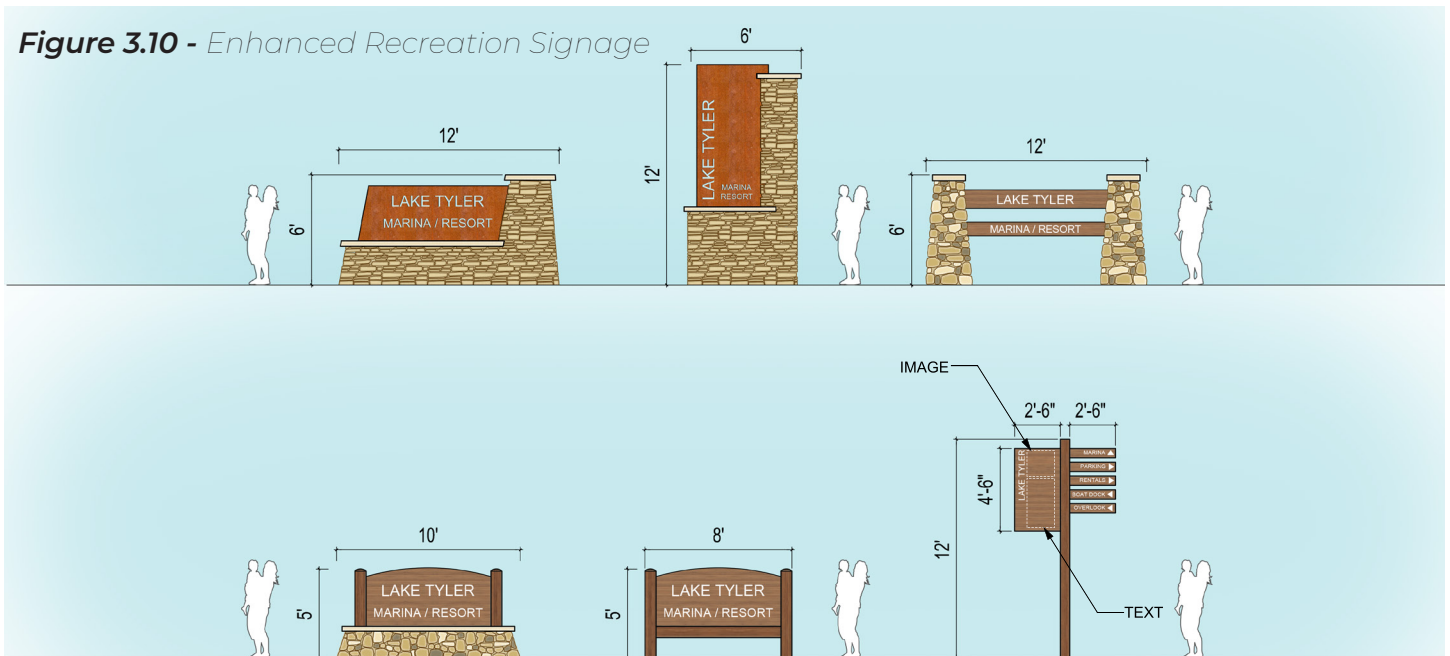 Figure 3.10 - Enhanced Recreation Signage
6'
12'
12'
12'
LAKE TYLER
MARINA
RESORT
6'
LAKE TYLER
MARINA / RESORT
6'
LAKE TYLER
MARINA / RESORT
IMAGE
2'-6"
2'-6"
LAKE TYLER
MARINA
PARKING
RENTALS
BOAT DOCK
OVERLOOK
4'-6"
12'
TEXT
10'
5'
LAKE TYLER
MARINA / RESORT
8'
5'
LAKE TYLER
MARINA / RESORT